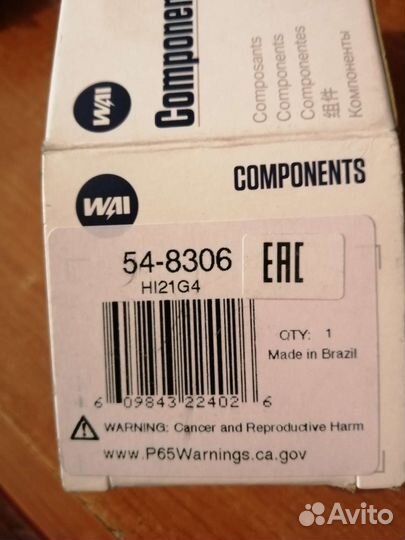 WAI
Componen
Composants
Componentes
Componentes
组件
Компоненты
WAI
COMPONENTS
54-8306
HI21G4
EAC
QTY: 1
Made in Brazil
6 09843 22402 6
WARNING: Cancer and Reproductive Harm
www.P65Warnings.ca.gov
Avito